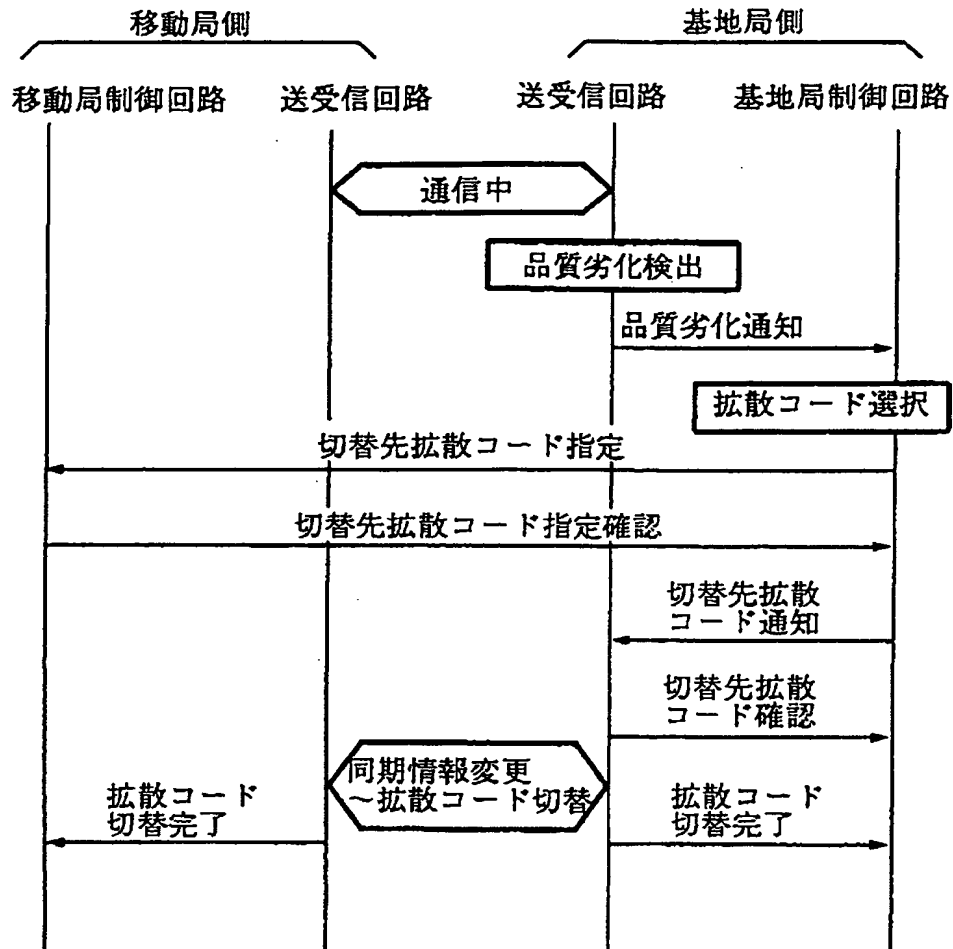 移動局側
基地局側
移動局制御回路
送受信回路
送受信回路
基地局制御回路
通信中
品質劣化検出
品質劣化通知
拡散コード選択
切替先拡散コード指定
切替先拡散コード指定確認
切替先拡散
コード通知
切替先拡散
コード確認
同期情報変更
～拡散コード切替
拡散コード
切替完了
拡散コード
切替完了